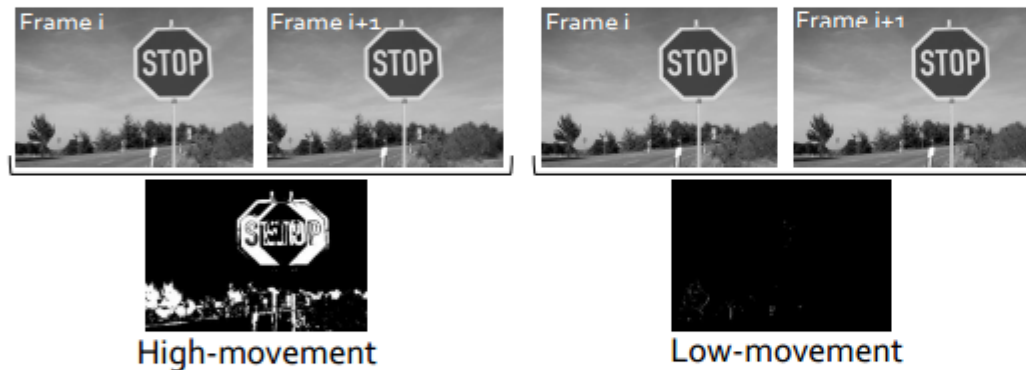 Frame i
Frame i+1
Frame i
Frame i+1
STOP
STOP
STOP
STOP
High-movement
Low-movement